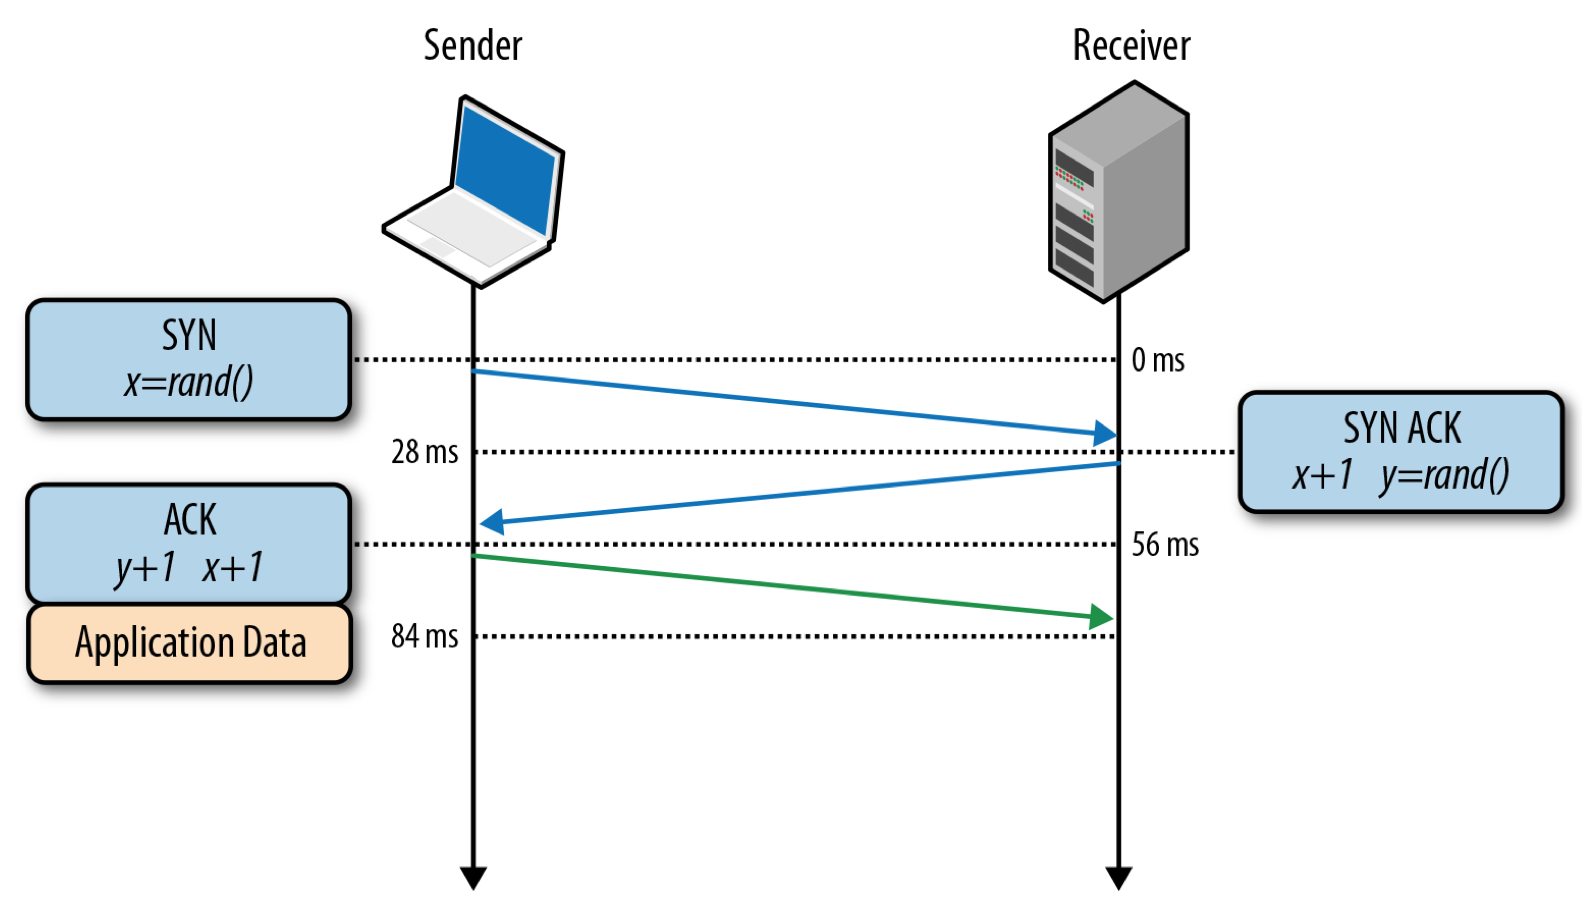 Sender
Receiver
SYN
x=rand()
0 ms
28 ms
SYN ACK
x+1 y=rand()
ACK
y+1 x+1
56 ms
Application Data
84 ms